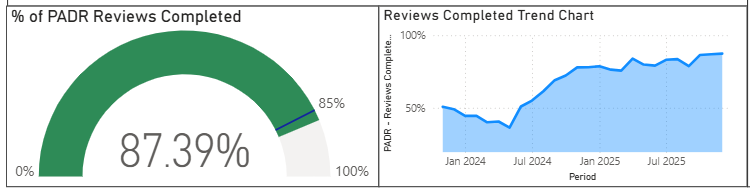 % of PADR Reviews Completed
85%
87.39%
0%
100%
Reviews Completed Trend Chart
PADR - Reviews Complete...
100%
50%
Jan 2024
Jul 2024
Jan 2025
Jul 2025
Period